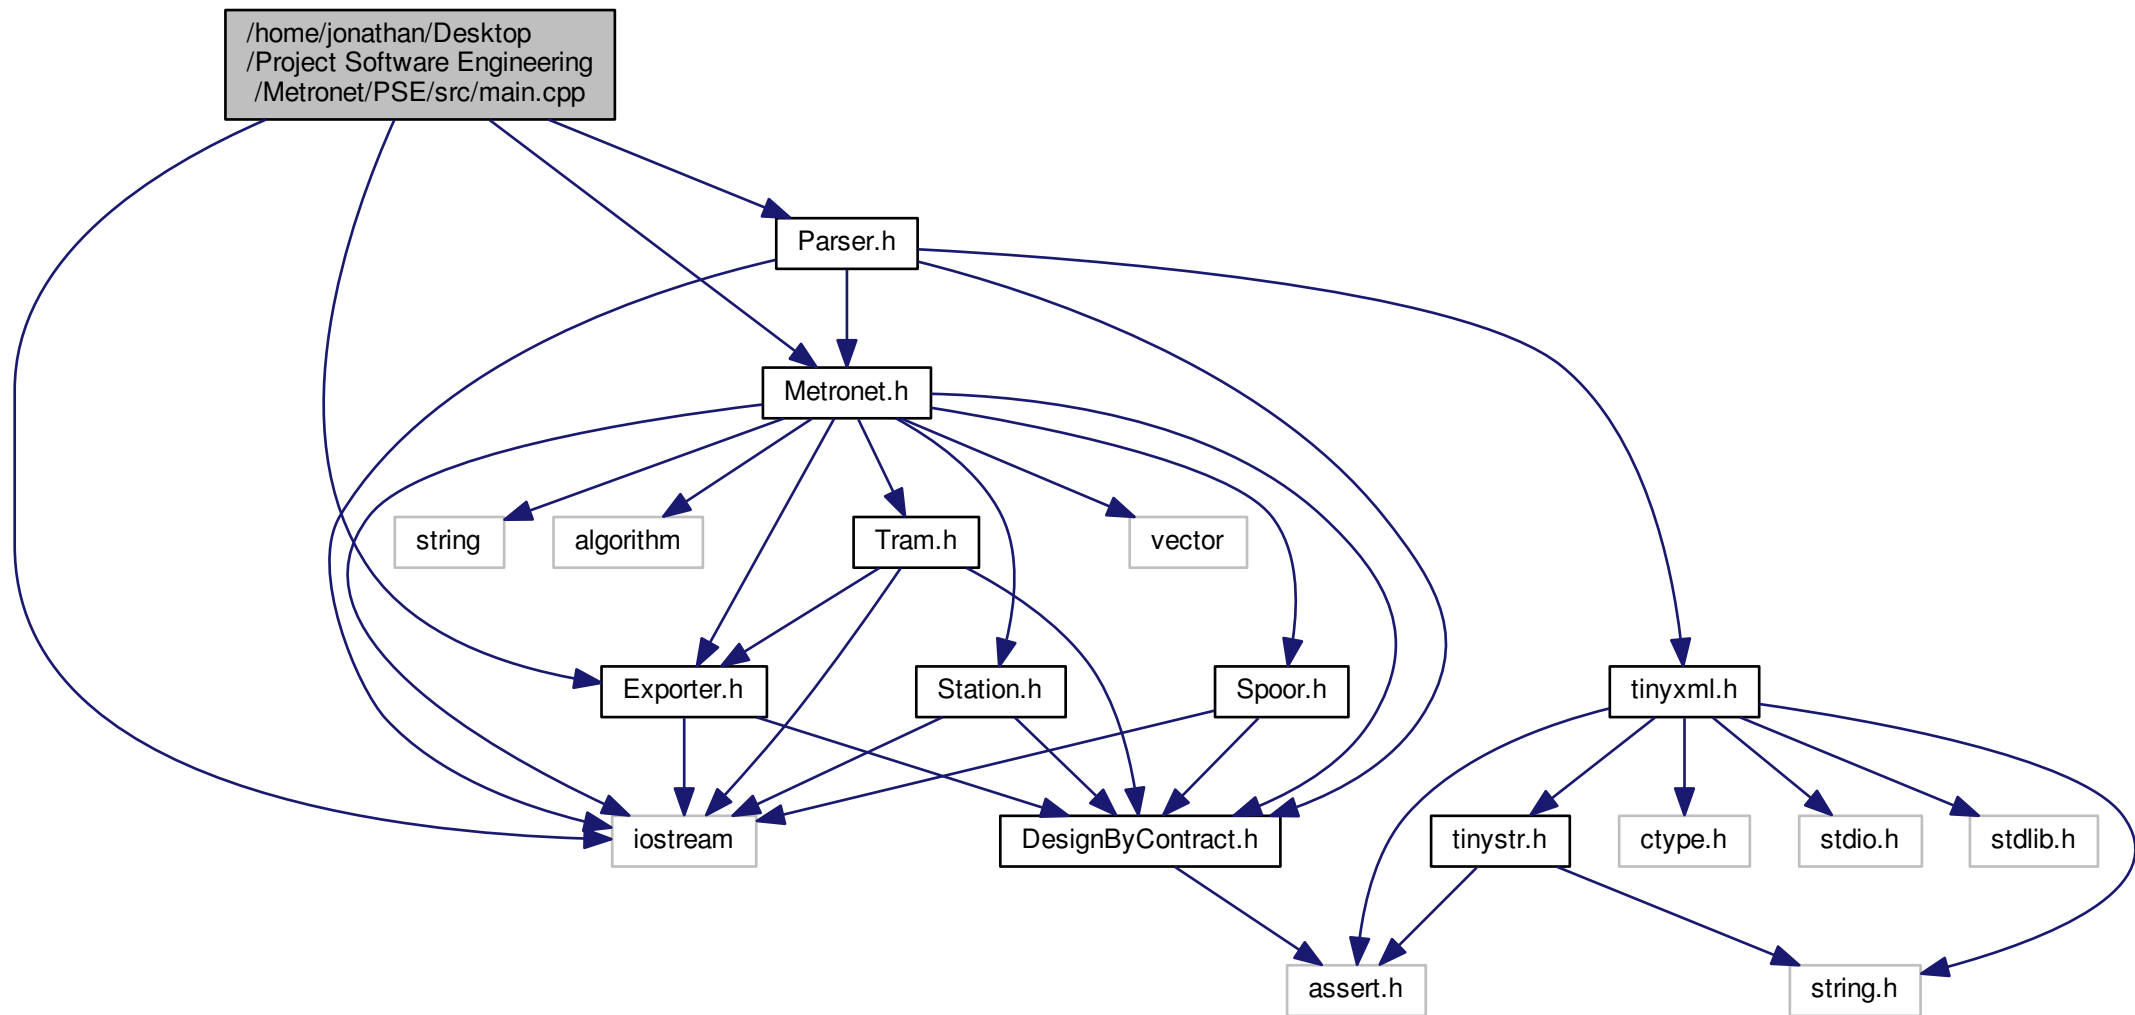 /home/jonathan/Desktop
/Project Software Engineering
/Metronet/PSE/src/main.cpp
Parser.h
Metronet.h
string
algorithm
Tram.h
vector
Exporter.h
Station.h
Spoor.h
tinyxml.h
iostream
DesignByContract.h
tinystr.h
ctype.h
stdio.h
stdlib.h
assert.h
string.h